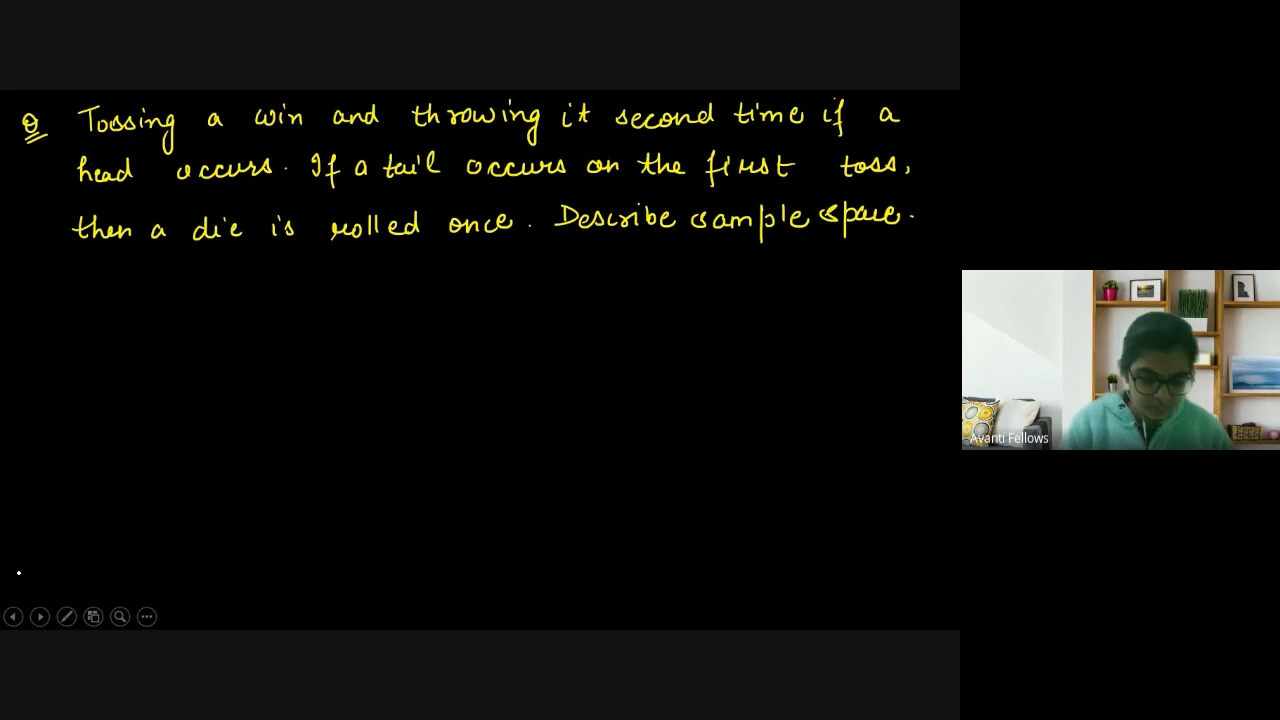 Q Tossing a coin and throwing it second time if a
head occurs. If a tail occurs on the first toss,
then a die is rolled once. Describe sample space.
Avanti Fellows